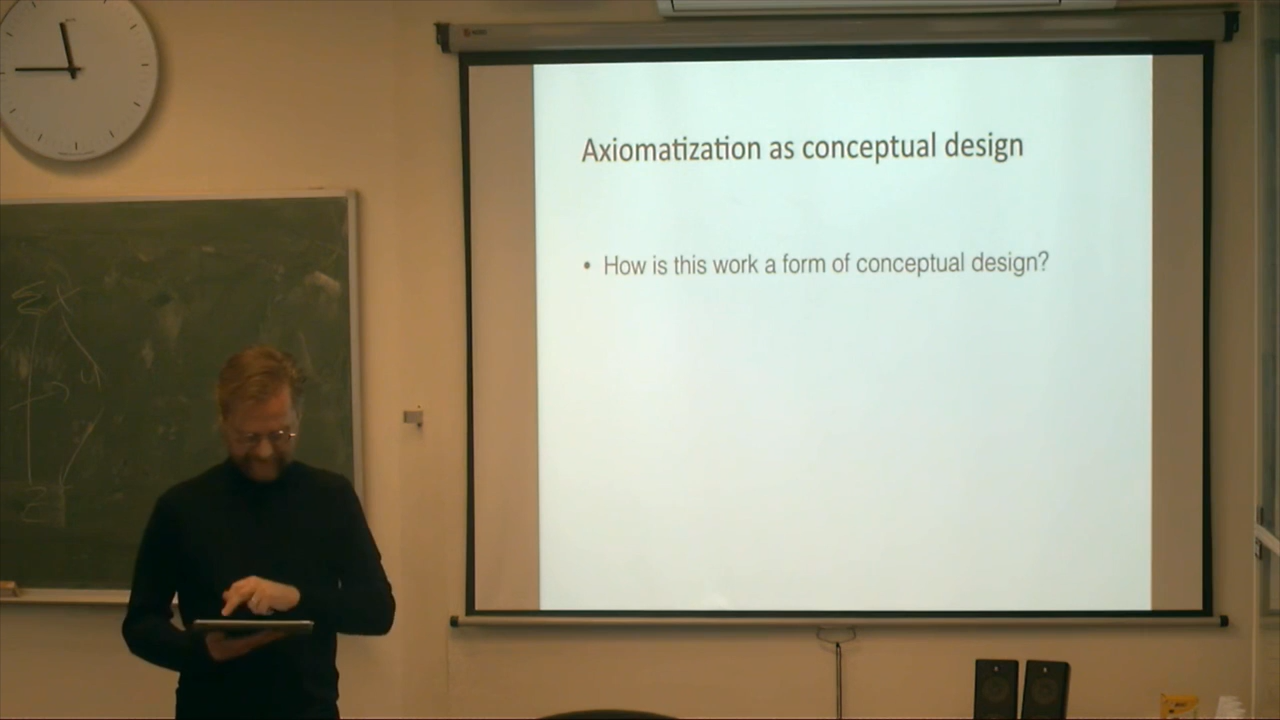 Axiomatization as conceptual design
• How is this work a form of conceptual design?